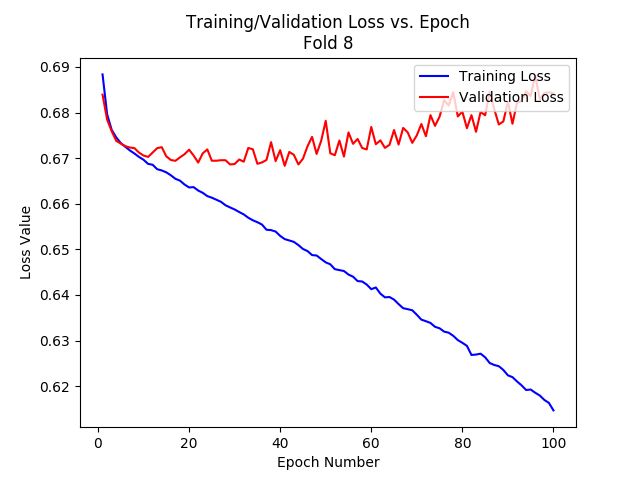 Training/Validation Loss vs. Epoch
Fold 8
Training Loss
Validation Loss
0.69
0.68
0.67
0.66
0.65
0.64
0.63
0.62
Loss Value
0
20
40
60
80
100
Epoch Number